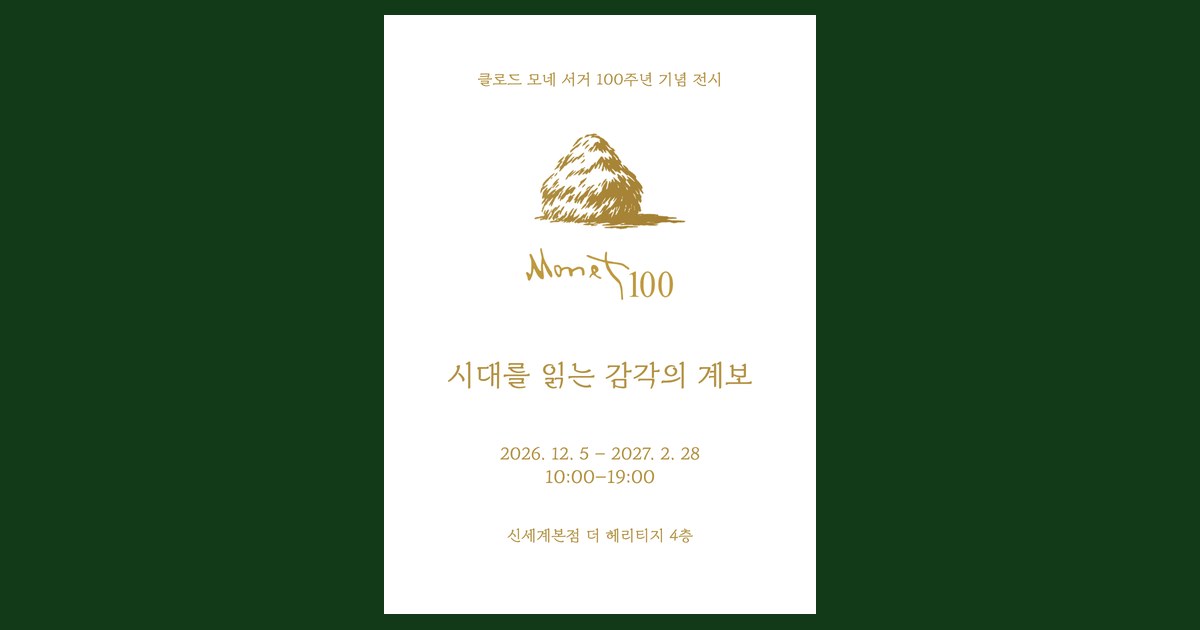 클로드 모네 서거 100주년 기념 전시
Monet 100
시대를 읽는 감각의 계보
2026. 12. 5 – 2027. 2. 28
10:00–19:00
신세계본점 더 헤리티지 4층